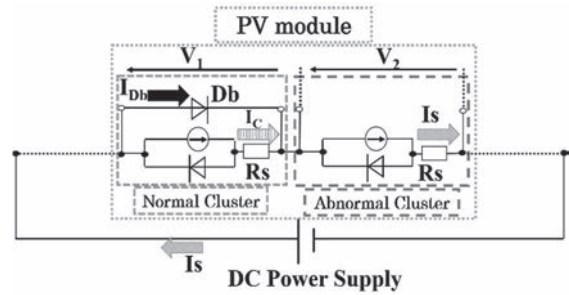 PV module
V1
V2
IDb
Db
IC
Is
Rs
Rs
Normal Cluster
Abnormal Cluster
Is
DC Power Supply